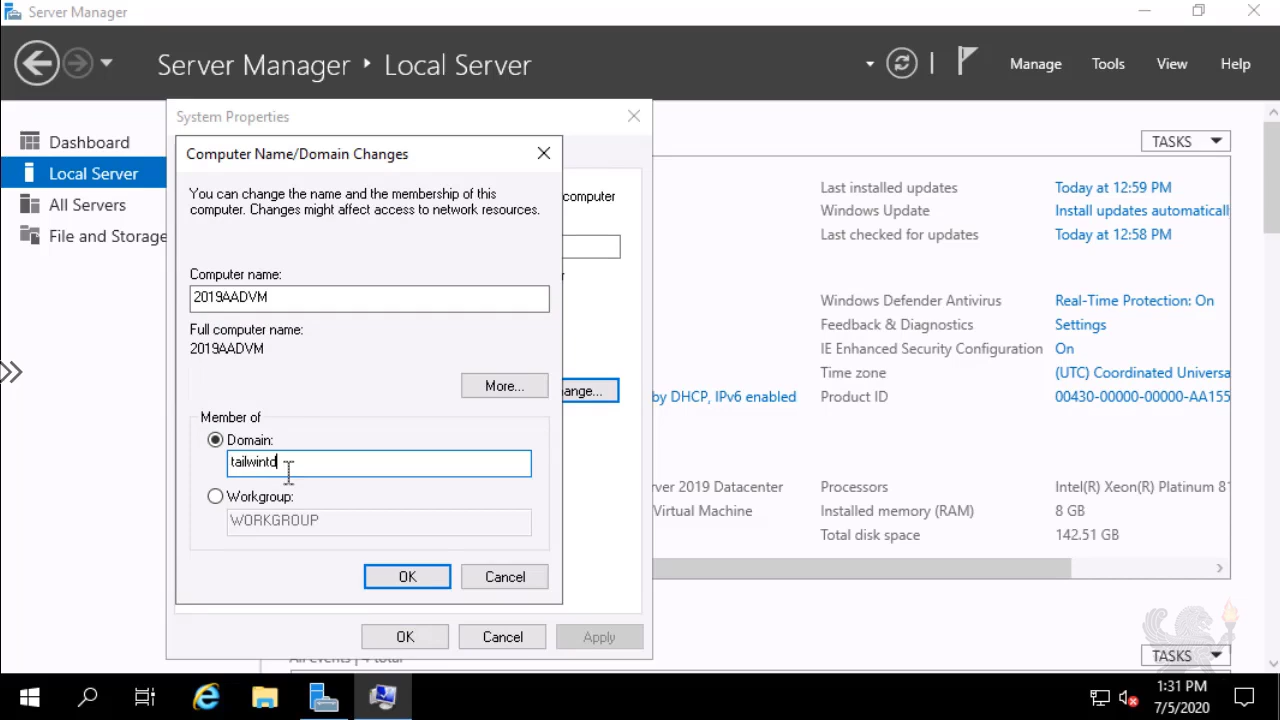 Server Manager
Server Manager ‣ Local Server
Manage Tools View Help
Dashboard
Local Server
All Servers
File and Storage
System Properties
Computer Name/Domain Changes
You can change the name and the membership of this
computer. Changes might affect access to network resources.
computer
Computer name:
2019AADVM
Full computer name:
2019AADVM
More...
ange...
Member of
Domain:
tailwintd
Workgroup:
WORKGROUP
OK Cancel
OK Cancel Apply
TASKS
Last installed updates Today at 12:59 PM
Windows Update Install updates automaticall
Last checked for updates Today at 12:58 PM
Windows Defender Antivirus Real-Time Protection: On
Feedback & Diagnostics Settings
IE Enhanced Security Configuration On
Time zone (UTC) Coordinated Universa
by DHCP, IPv6 enabled Product ID 00430-00000-00000-AA155
ver 2019 Datacenter Processors Intel(R) Xeon(R) Platinum 81
Virtual Machine Installed memory (RAM) 8 GB
Total disk space 142.51 GB
All events | 4 total
TASKS
1:31 PM
7/5/2020